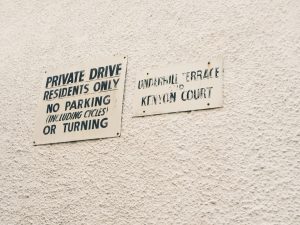 PRIVATE DRIVE
RESIDENTS ONLY
NO PARKING
(INCLUDING CYCLES)
OR TURNING
UNDERHILL TERRACE
KENYON COURT